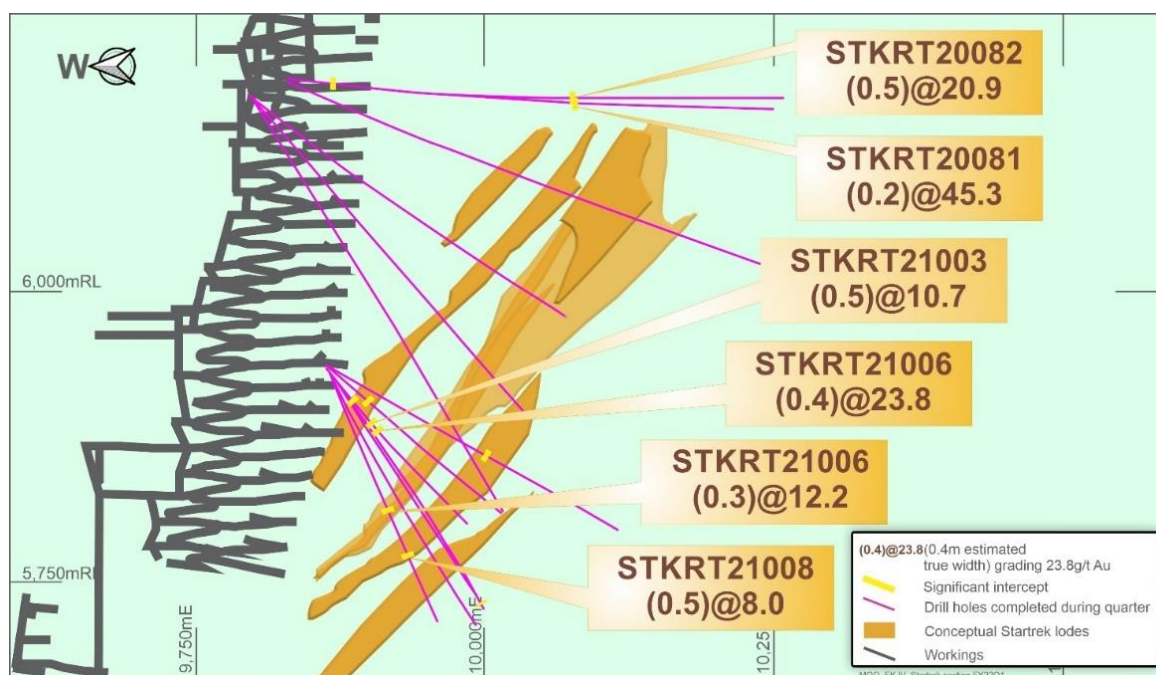 W
STKRT20082
(0.5)@20.9
STKRT20081
(0.2)@45.3
STKRT21003
(0.5)@10.7
6,000mRL
STKRT21006
(0.4)@23.8
STKRT21006
(0.3)@12.2
STKRT21008
(0.5)@8.0
5,750mRL
9,750mE
10,000mE
10,25
(0.4)@23.8(0.4m estimated
true width) grading 23.8g/t Au
Significant intercept
Drill holes completed during quarter
Conceptual Startrek lodes
Workings